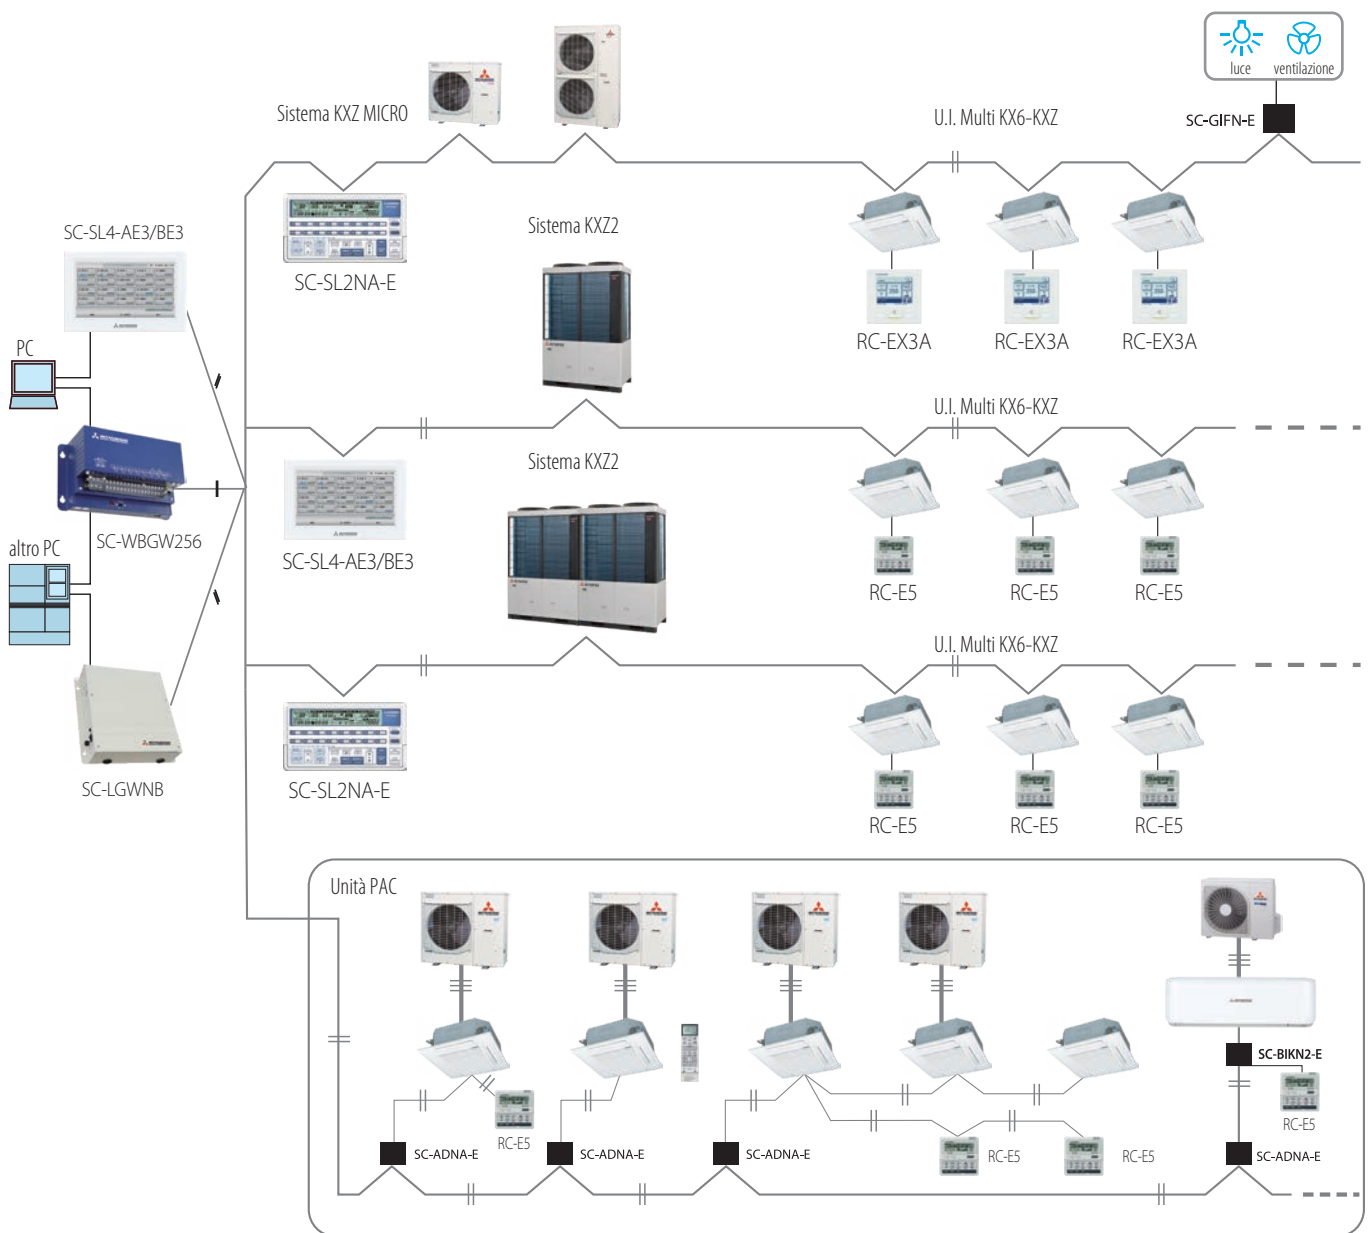 luce
ventilazione
Sistema KXZ MICRO
U.I. Multi KX6-KXZ
SC-GIFN-E
SC-SL4-AE3/BE3
SC-SL2NA-E
Sistema KXZ2
RC-EX3A
RC-EX3A
RC-EX3A
PC
U.I. Multi KX6-KXZ
Sistema KXZ2
SC-WBGW256
altro PC
SC-SL4-AE3/BE3
RC-E5
RC-E5
RC-E5
U.I. Multi KX6-KXZ
SC-LGWNB
SC-SL2NA-E
RC-E5
RC-E5
RC-E5
Unità PAC
SC-BIKN2-E
RC-E5
RC-E5
SC-ADNA-E
SC-ADNA-E
SC-ADNA-E
RC-E5
RC-E5
SC-ADNA-E